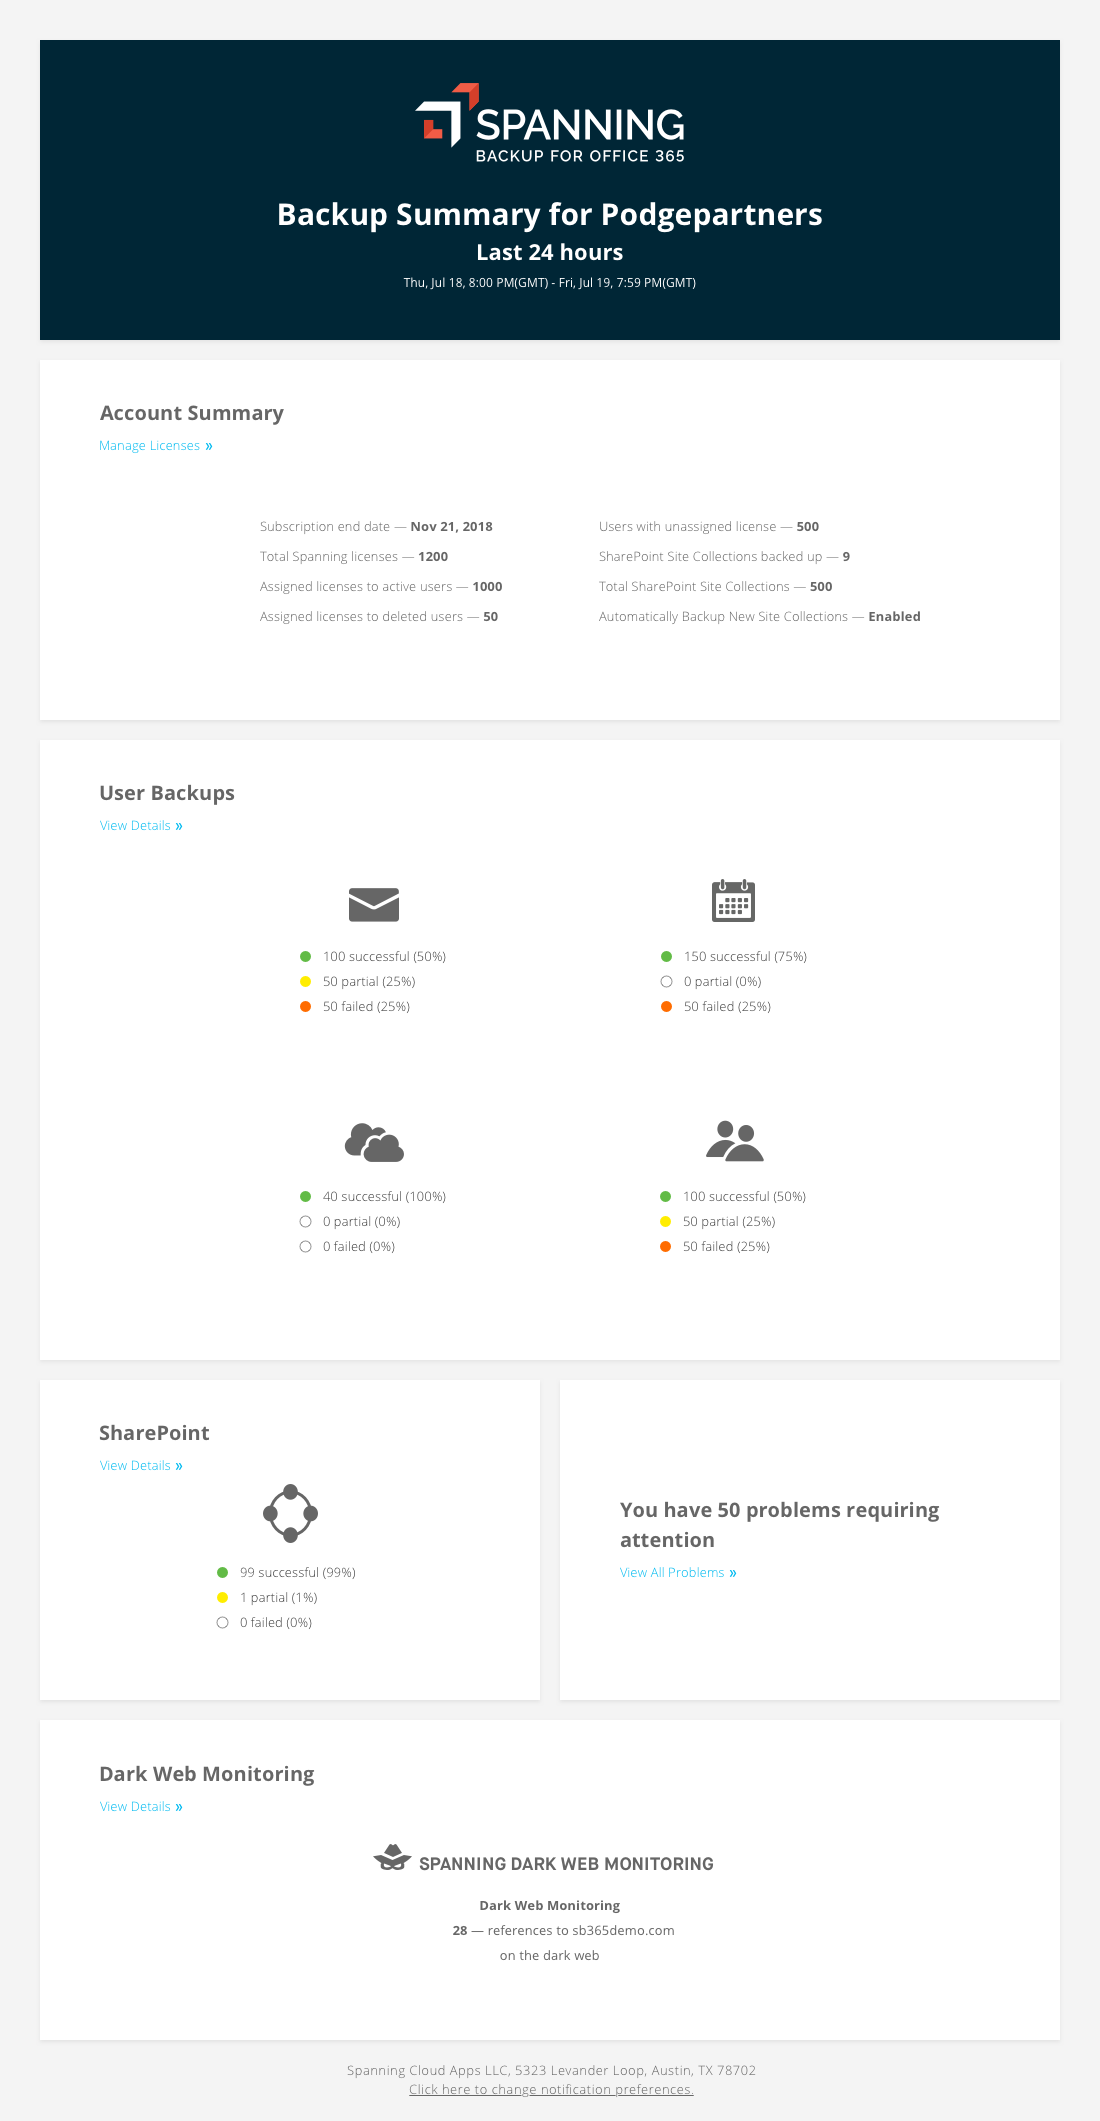 SPANNING
BACKUP FOR OFFICE 365
Backup Summary for Podgepartners
Last 24 hours
Thu, Jul 18, 8:00 PM(GMT) - Fri, Jul 19, 7:59 PM(GMT)
Account Summary
Manage Licenses »
Subscription end date — Nov 21, 2018
Total Spanning licenses — 1200
Assigned licenses to active users — 1000
Assigned licenses to deleted users — 50
Users with unassigned license — 500
SharePoint Site Collections backed up — 9
Total SharePoint Site Collections — 500
Automatically Backup New Site Collections — Enabled
User Backups
View Details »
100 successful (50%)
50 partial (25%)
50 failed (25%)
150 successful (75%)
0 partial (0%)
50 failed (25%)
40 successful (100%)
0 partial (0%)
0 failed (0%)
100 successful (50%)
50 partial (25%)
50 failed (25%)
SharePoint
View Details »
99 successful (99%)
1 partial (1%)
0 failed (0%)
You have 50 problems requiring
attention
View All Problems »
Dark Web Monitoring
View Details »
SPANNING DARK WEB MONITORING
Dark Web Monitoring
28 — references to sb365demo.com
on the dark web
Spanning Cloud Apps LLC, 5323 Levander Loop, Austin, TX 78702
Click here to change notification preferences.